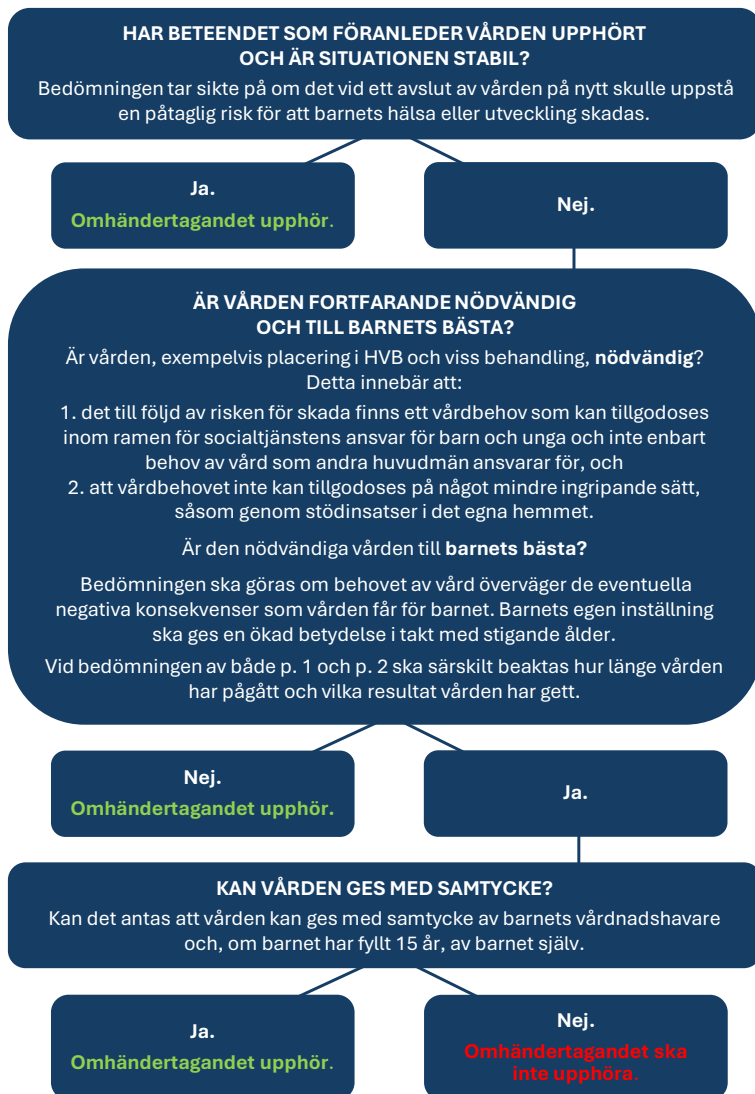 HAR BETEENDET SOM FÖRANLEDER VÅRDEN UPPHÖRT
OCH ÄR SITUATIONEN STABIL?
Bedömningen tar sikte på om det vid ett avslut av vården på nytt skulle uppstå
en påtaglig risk för att barnets hälsa eller utveckling skadas.
Ja.
Omhändertagandet upphör.
Nej.
ÄR VÅRDEN FORTFARANDE NÖDVÄNDIG
OCH TILL BARNETS BÄSTA?
Är vården, exempelvis placering i HVB och viss behandling, nödvändig?
Detta innebär att:
1. det till följd av risken för skada finns ett vårdbehov som kan tillgodoses
inom ramen för socialtjänstens ansvar för barn och unga och inte enbart
behov av vård som andra huvudmän ansvarar för, och
2. att vårdbehovet inte kan tillgodoses på något mindre ingripande sätt,
såsom genom stödinsatser i det egna hemmet.
Är den nödvändiga vården till barnets bästa?
Bedömningen ska göras om behovet av vård överväger de eventuella
negativa konsekvenser som vården får för barnet. Barnets egen inställning
ska ges en ökad betydelse i takt med stigande ålder.
Vid bedömningen av både p. 1 och p. 2 ska särskilt beaktas hur länge vården
har pågått och vilka resultat vården har gett.
Nej.
Omhändertagandet upphör.
Ja.
KAN VÅRDEN GES MED SAMTYCKE?
Kan det antas att vården kan ges med samtycke av barnets vårdnadshavare
och, om barnet har fyllt 15 år, av barnet själv.
Ja.
Omhändertagandet upphör.
Nej.
Omhändertagandet ska
inte upphöra.